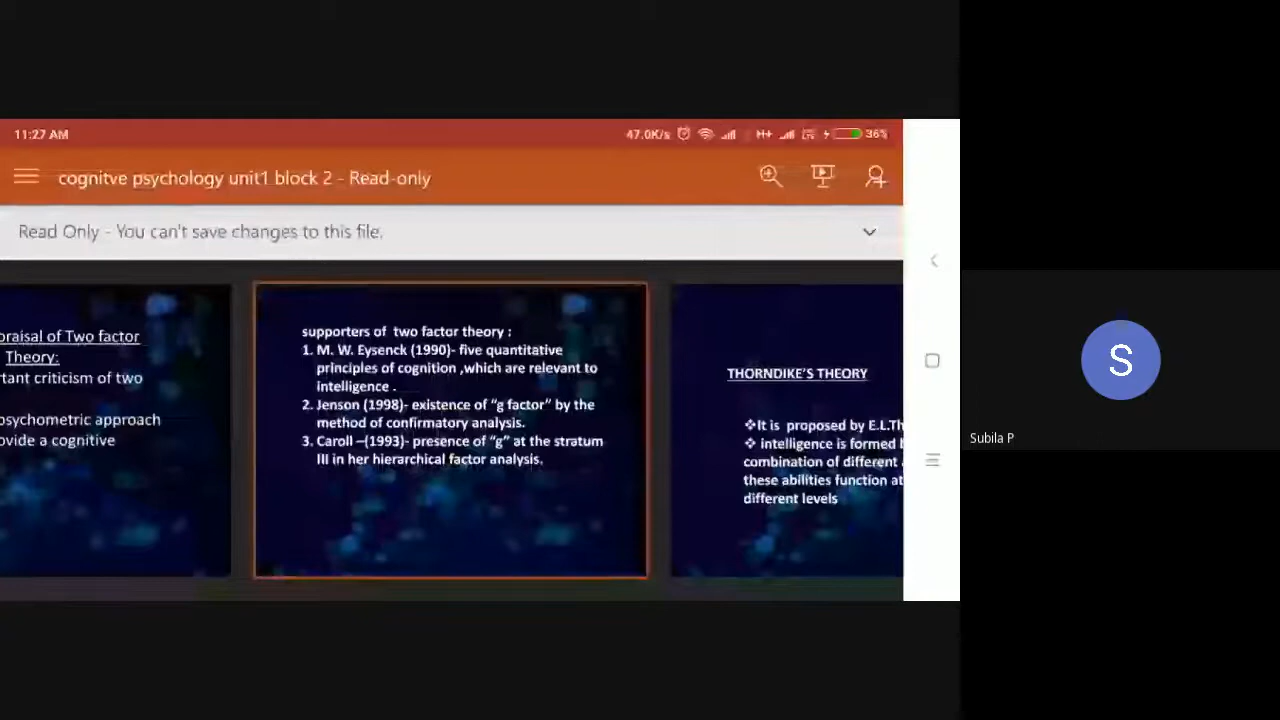 11:27 AM
47.0K/s
H+
36%
cognitve psychology unit1 block 2 - Read-only
Read Only - You can't save changes to this file.
praisal of Two factor
Theory:
rtant criticism of two
psychometric approach
ovide a cognitive
supporters of two factor theory :
1. M. W. Eysenck (1990)- five quantitative
principles of cognition ,which are relevant to
intelligence .
2. Jenson (1998)- existence of "g factor" by the
method of confirmatory analysis.
3. Caroll –(1993)- presence of "g" at the stratum
III in her hierarchical factor analysis.
THORNDIKE'S THEORY
❖It is proposed by E.L.Th
❖ intelligence is formed
combination of different
these abilities function at
different levels
S
Subila P